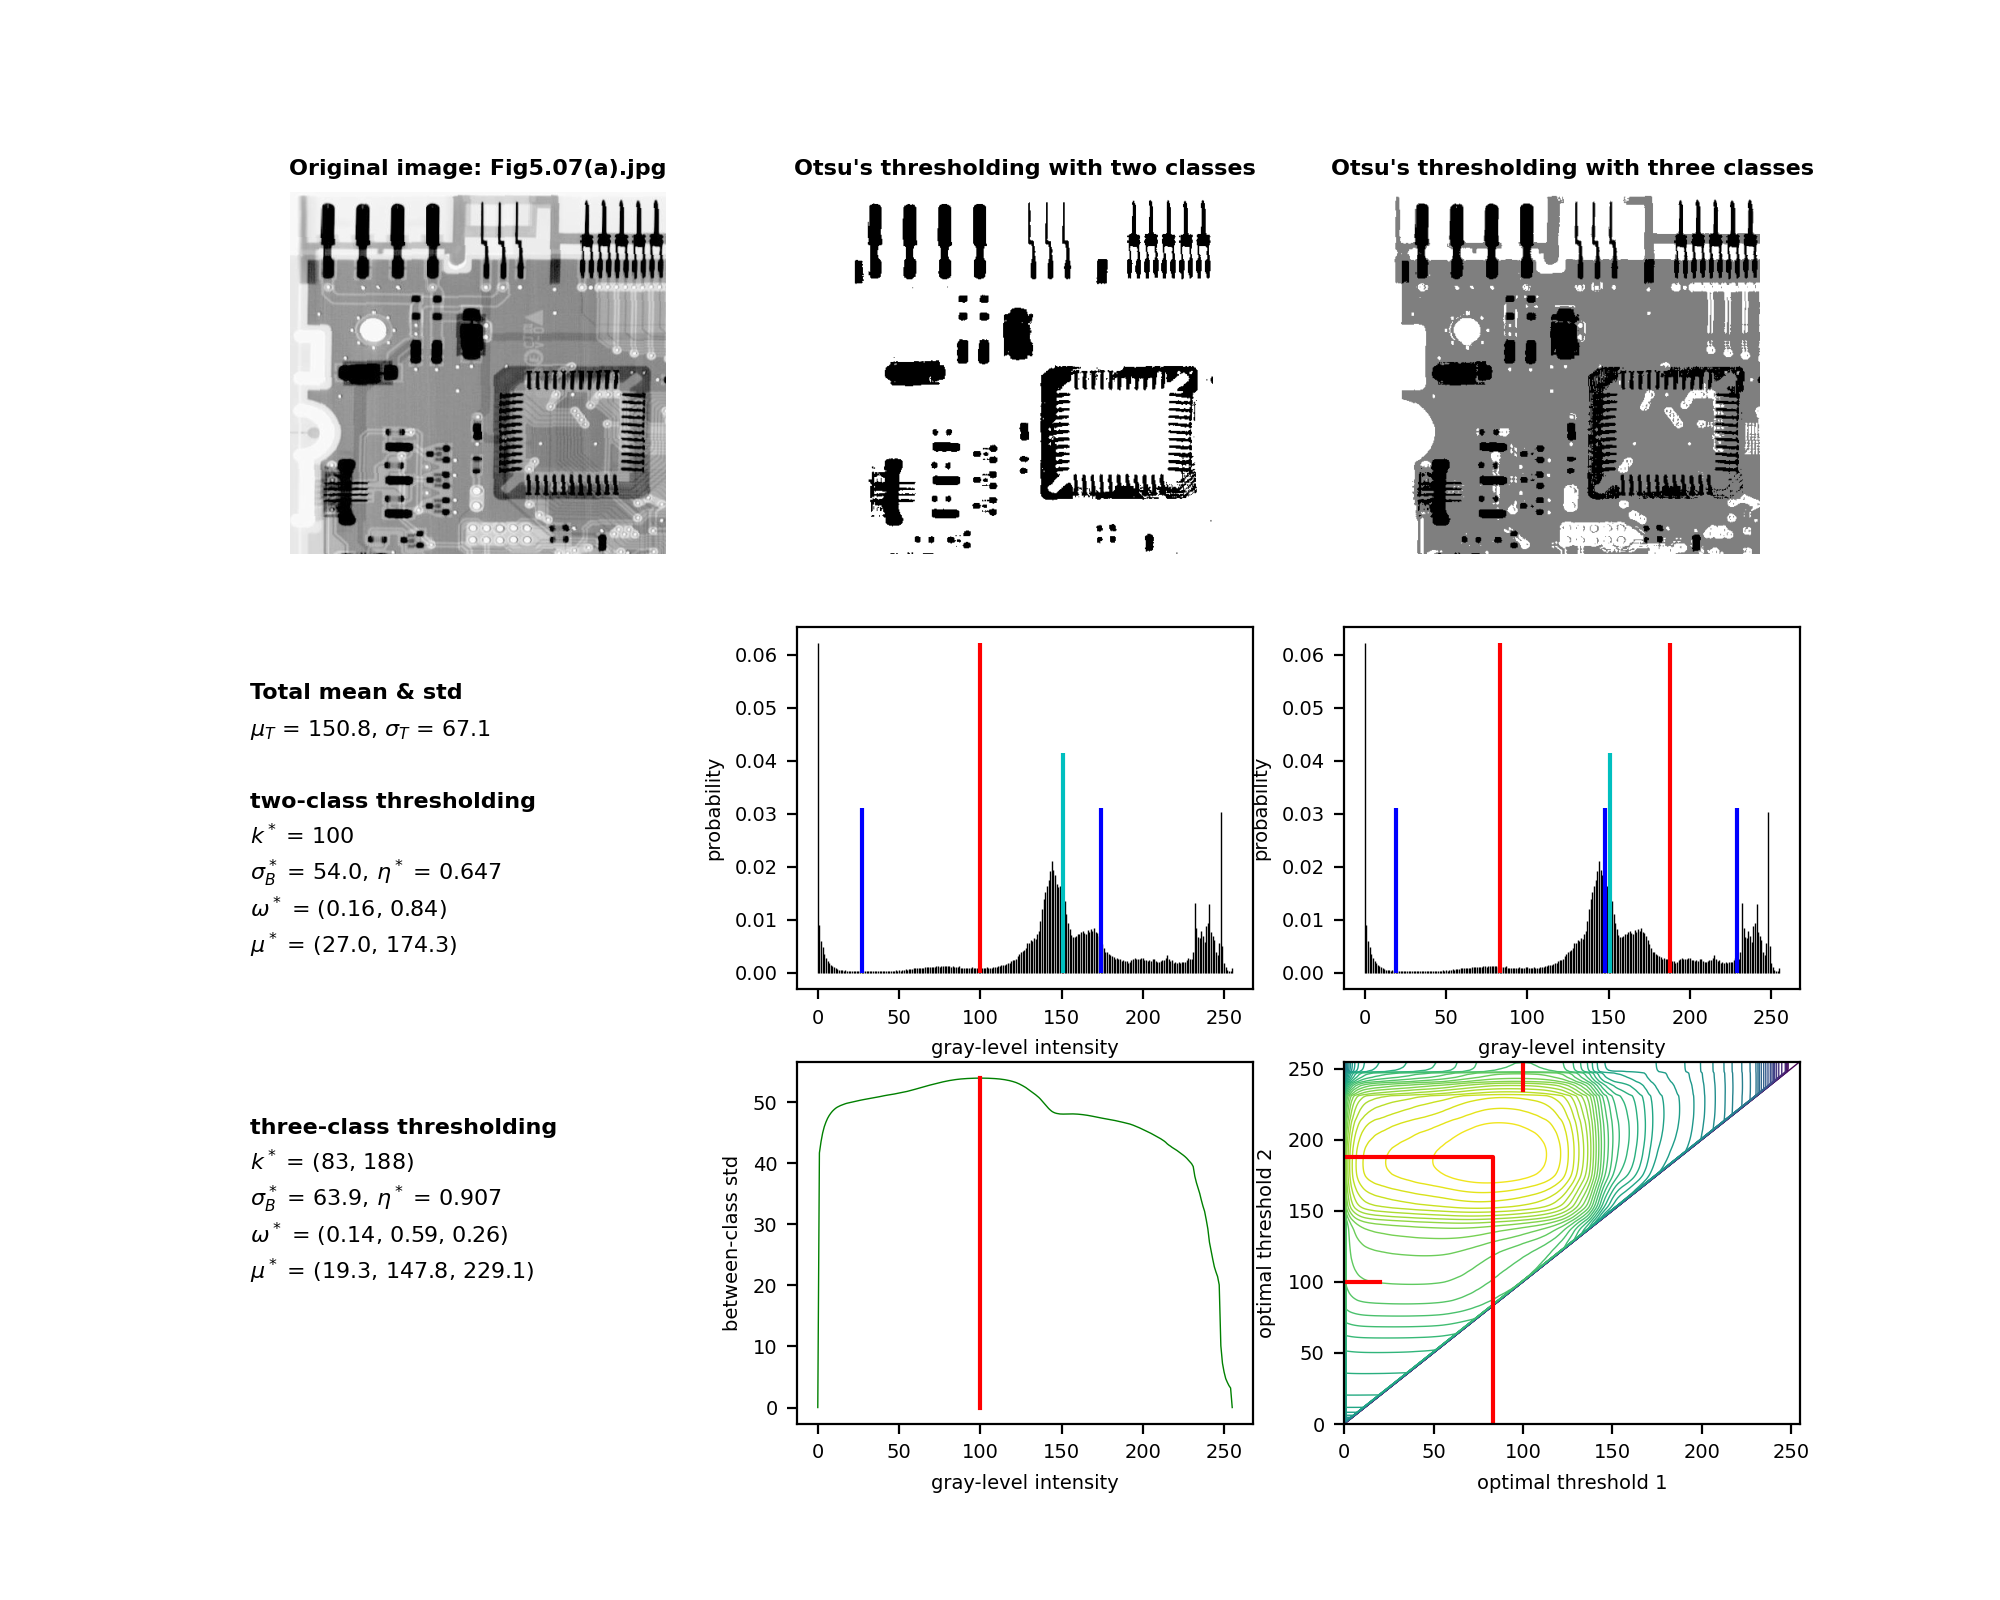 Original image: Fig5.07(a).jpg
Otsu's thresholding with two classes
Otsu's thresholding with three classes
Total mean & std
μ_T = 150.8, σ_T = 67.1
two-class thresholding
k* = 100
σ*_B = 54.0, η* = 0.647
ω* = (0.16, 0.84)
μ* = (27.0, 174.3)
probability
0.06
0.05
0.04
0.03
0.02
0.01
0.00
0 50 100 150 200 250
gray-level intensity
probability
0.06
0.05
0.04
0.03
0.02
0.01
0.00
0 50 100 150 200 250
gray-level intensity
three-class thresholding
k* = (83, 188)
σ*_B = 63.9, η* = 0.907
ω* = (0.14, 0.59, 0.26)
μ* = (19.3, 147.8, 229.1)
between-class std
50
40
30
20
10
0
0 50 100 150 200 250
gray-level intensity
optimal threshold 2
250
200
150
100
50
0
0 50 100 150 200 250
optimal threshold 1